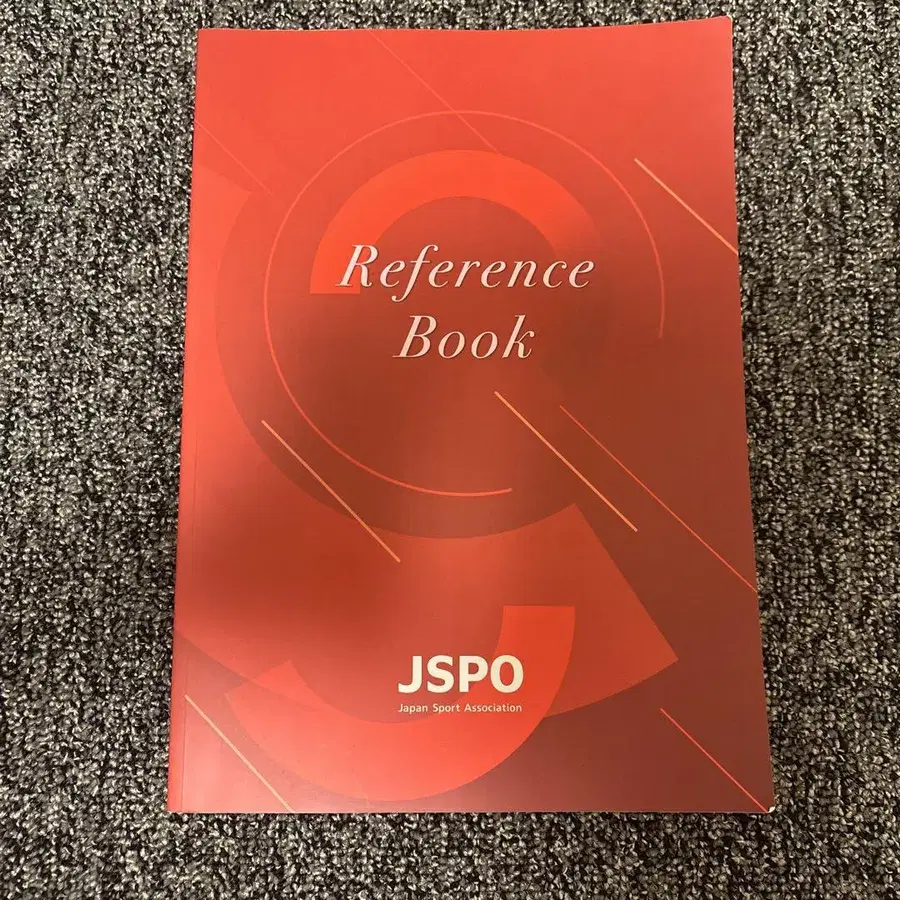 Reference
Book
JSPO
Japan Sport Association